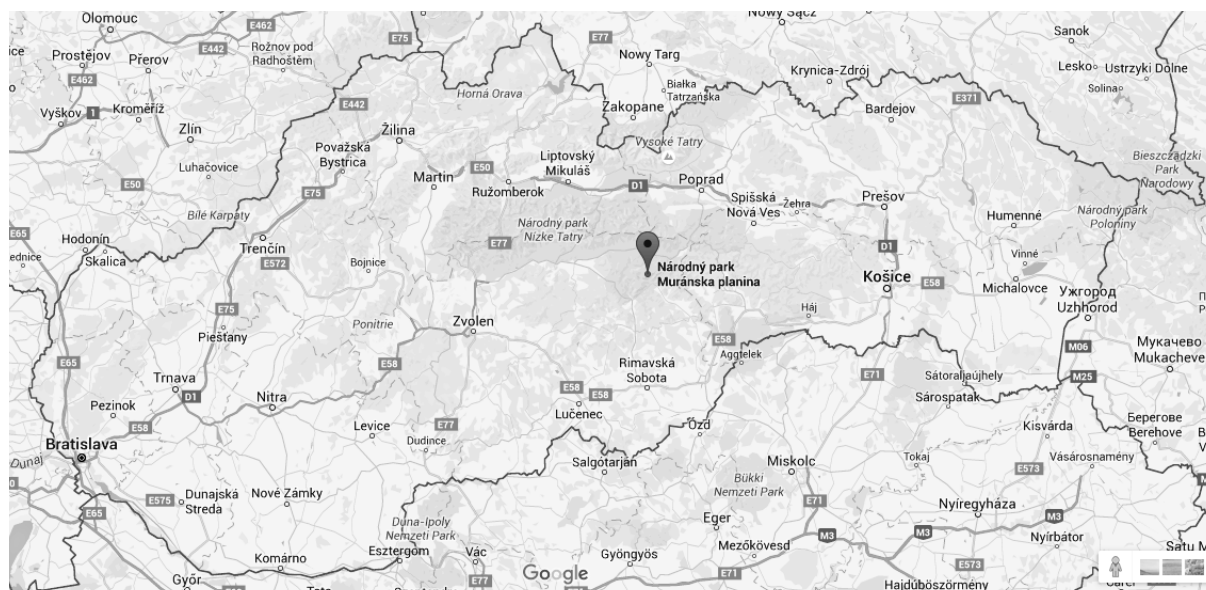 Olomouc
E462
E442
Rožnov pod
Radhoštěm
E75
E77
Nowy Sącz
Nowy Targ
Sanok
Prostějov
Přerov
E462
Białka
Tatrzańska
Krynica-Zdrój
Lesko
Ustrzyki Dolne
Solina
Horná Orava
E442
Zakopane
E371
Bardejov
Vyškov
1
Kroměříž
Zlín
Žilina
Vysoké Tatry
Považská
Bystrica
Luhačovice
E50
Liptovský
Mikuláš
Bieszczadzki
Park
Narodowy
E50
E75
Martin
Ružomberok
D1
Poprad
Spišská
Nová Ves
Žehra
Prešov
Bílé Karpaty
Národný park
Nízke Tatry
Humenné
Národný park
Poloniny
E65
Hodonín
Skalica
Trenčín
E77
D1
E572
Bojnice
Národný park
Muránska planina
Košice
Vinné
E58
Michalovce
Ужгород
Uzhhorod
E75
Piešťany
Ponitrie
Zvolen
Háj
E58
M06
Мукачево
Mukacheve
E65
E58
Aggtelek
Rimavská
Sobota
E71
M25
Trnava
D1
Nitra
E58
E58
Sátoraljaújhely
Sárospatak
Pezinok
E58
Levice
E77
Lučenec
Ózd
Kisvárda
Берегове
Berehove
Bratislava
Dudince
Dunaj
Salgótarján
Miskolc
Tokaj
E573
Vásárosnamény
E575
Dunajská
Streda
Nové Zámky
Bükki
Nemzeti Park
E71
Nyíregyháza
E65
Duna-Ipoly
Nemzeti Park
Eger
M3
M3
M3
Nyírbátor
Komárno
Esztergom
Vác
Gyöngyös
Mezőkövesd
Satu M
Győr
E77
Google
E71
E573
Hajdúböszörmény